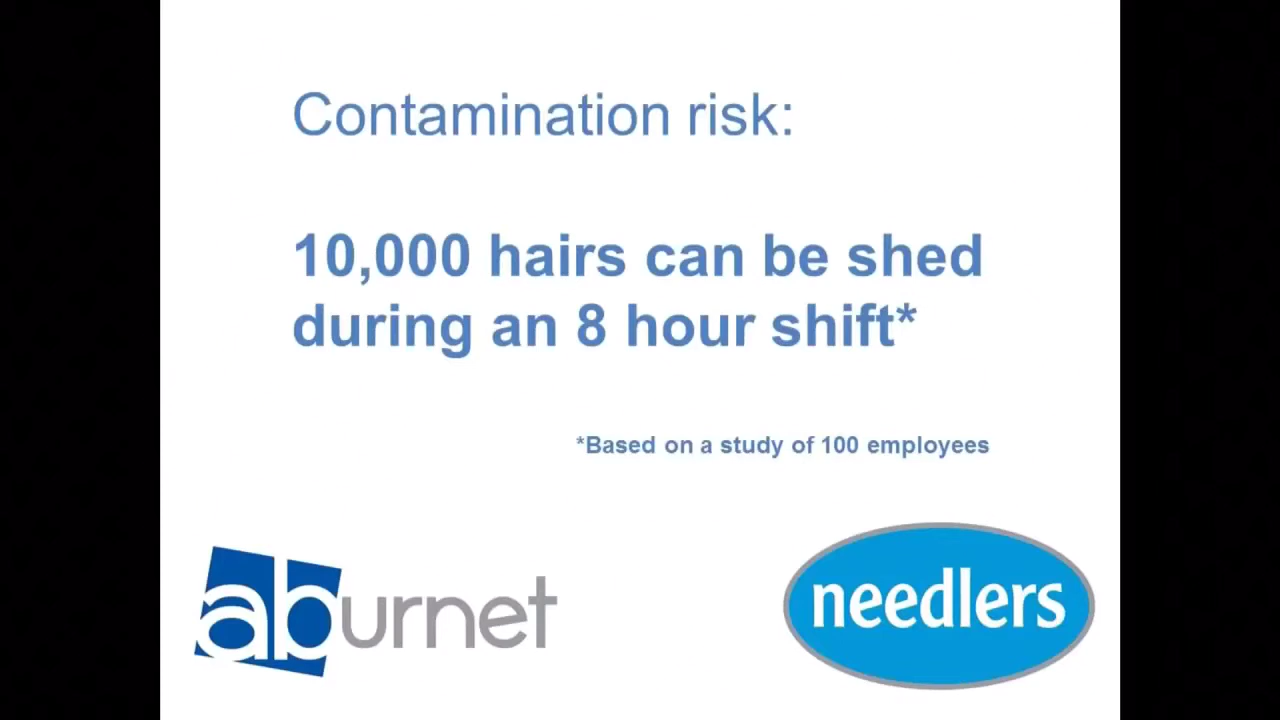 Contamination risk:
10,000 hairs can be shed
during an 8 hour shift*
*Based on a study of 100 employees
aburnet
needlers